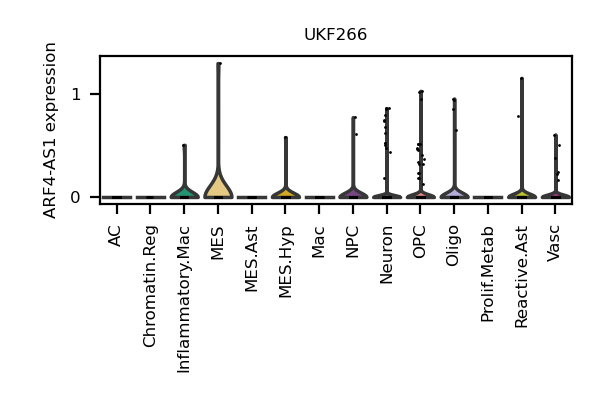 UKF266
ARF4-AS1 expression
1
0
AC
Chromatin.Reg
Inflammatory.Mac
MES
MES.Ast
MES.Hyp
Mac
NPC
Neuron
OPC
Oligo
Prolif.Metab
Reactive.Ast
Vasc